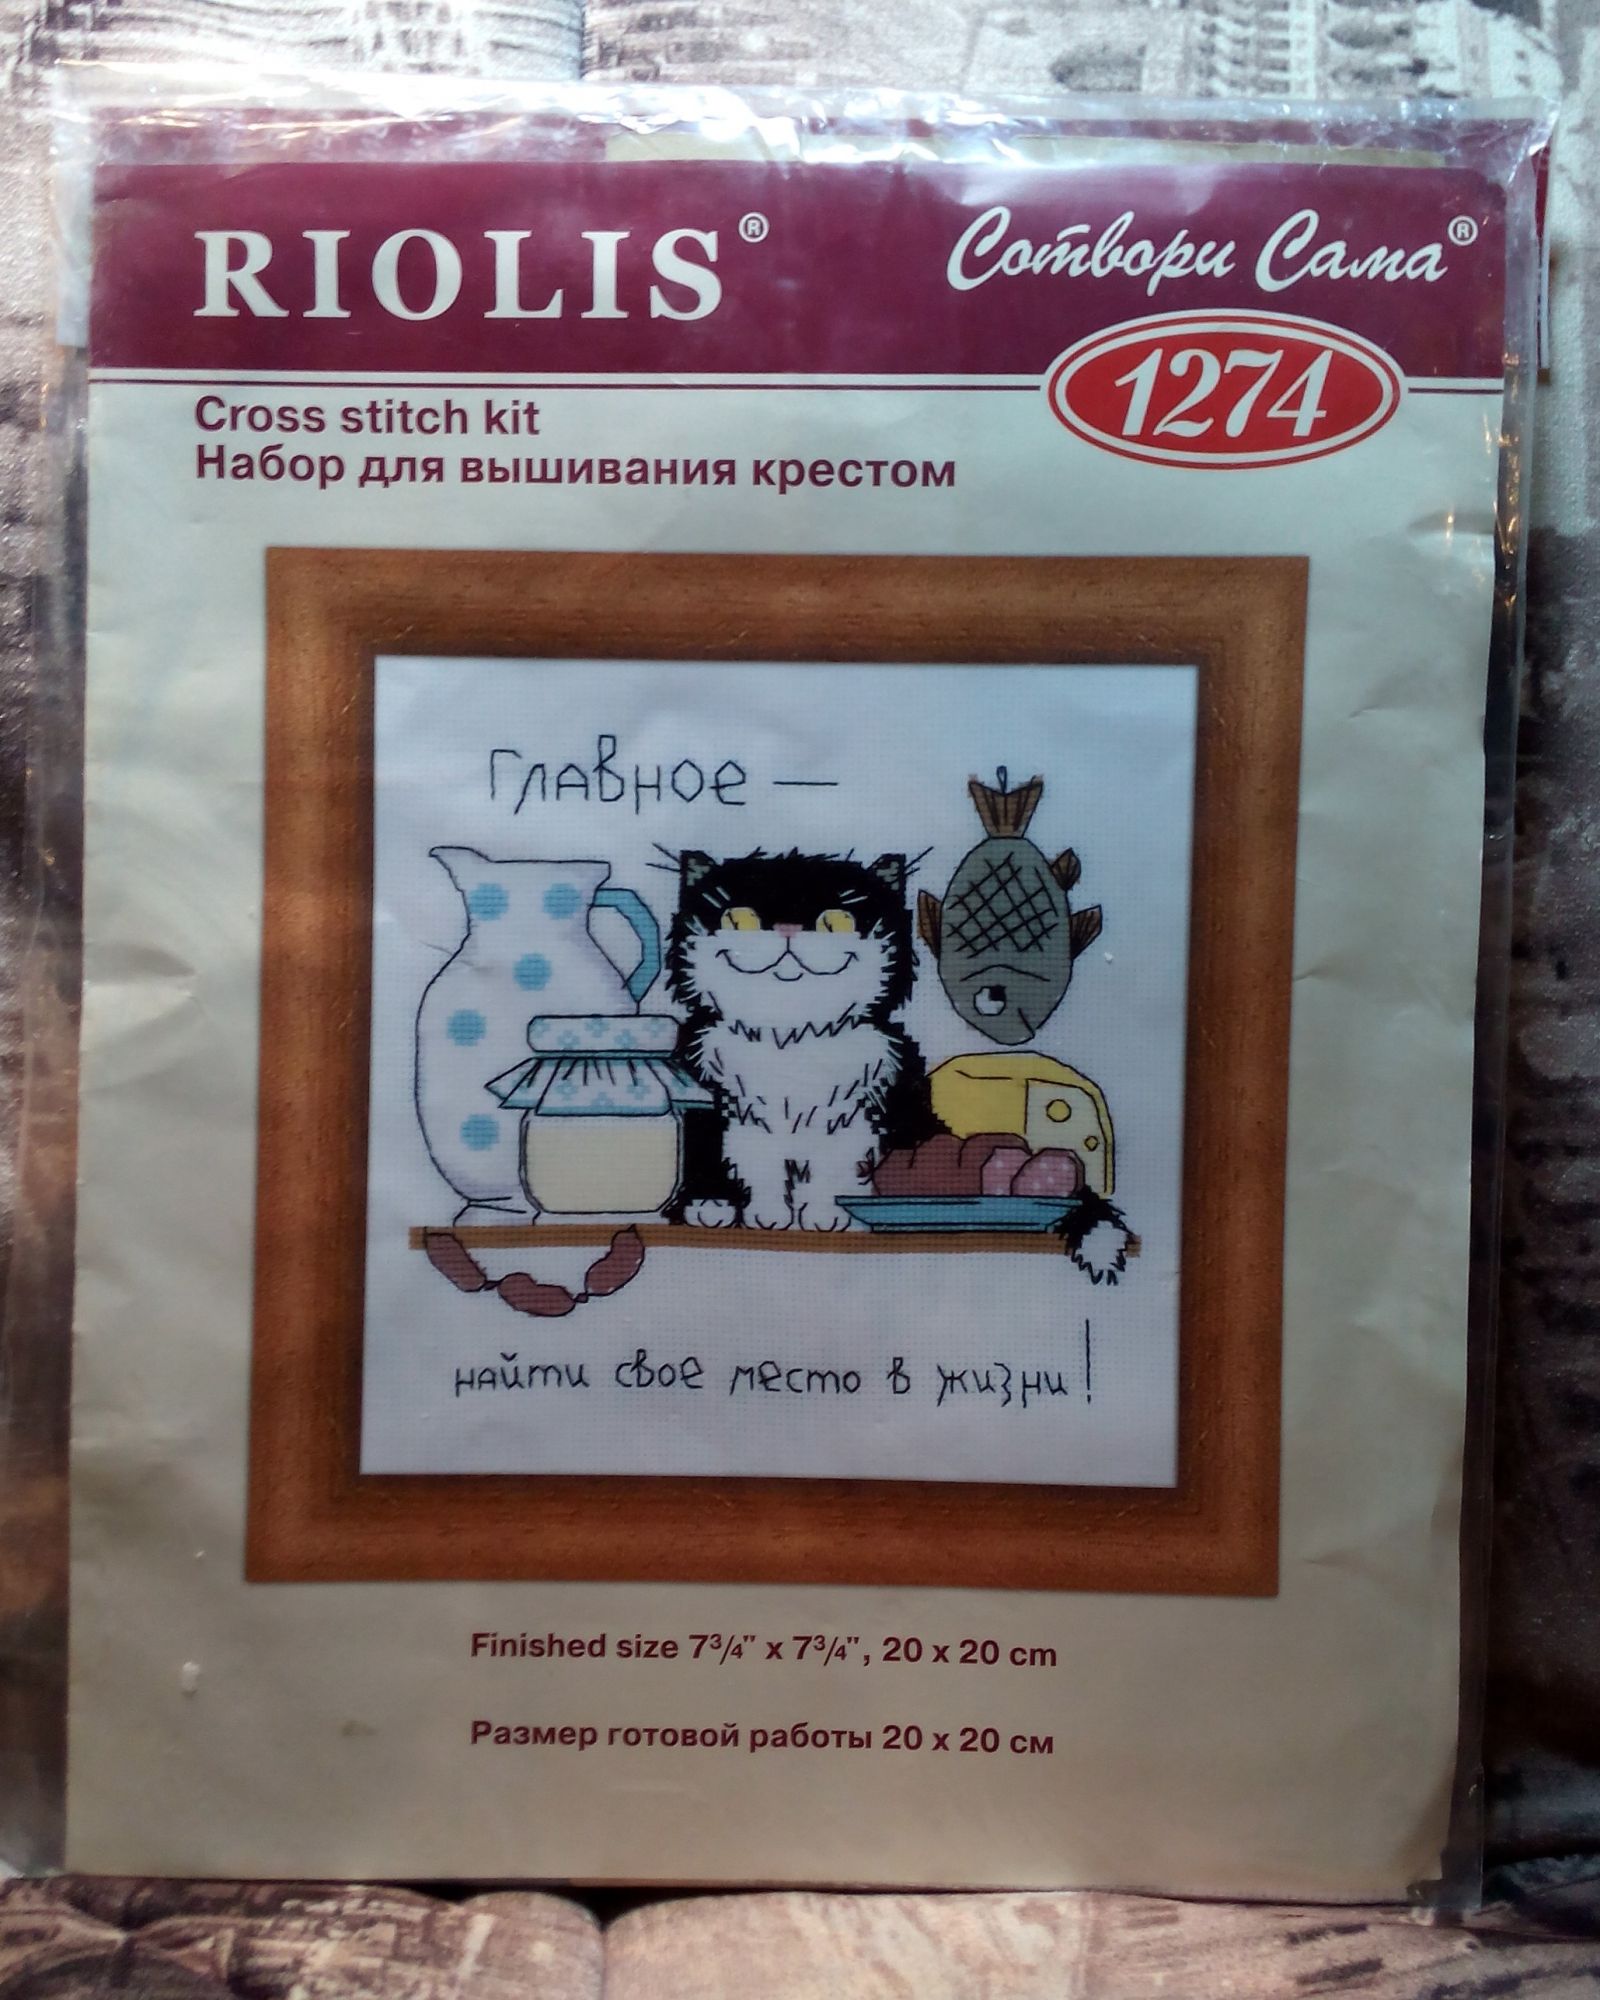 RIOLIS®
Сотвори Сама®
1274
Cross stitch kit
Набор для вышивания крестом
главное —
найти свое место в жизни!
Finished size 7¾" x 7¾", 20 x 20 cm
Размер готовой работы 20 x 20 см